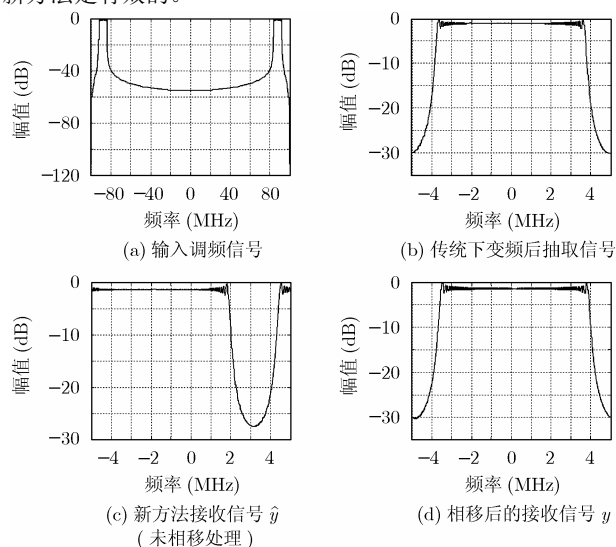 新方法是有效的。
0
−40
−80
−120
幅值 (dB)
−80 −40 0 40 80
频率 (MHz)
(a) 输入调频信号
0
−10
−20
−30
幅值 (dB)
−4 −2 0 2 4
频率 (MHz)
(b) 传统下变频后抽取信号
0
−10
−20
−30
幅值 (dB)
−4 −2 0 2 4
频率 (MHz)
(c) 新方法接收信号 ŷ
( 未相移处理 )
0
−10
−20
−30
幅值 (dB)
−4 −2 0 2 4
频率 (MHz)
(d) 相移后的接收信号 y